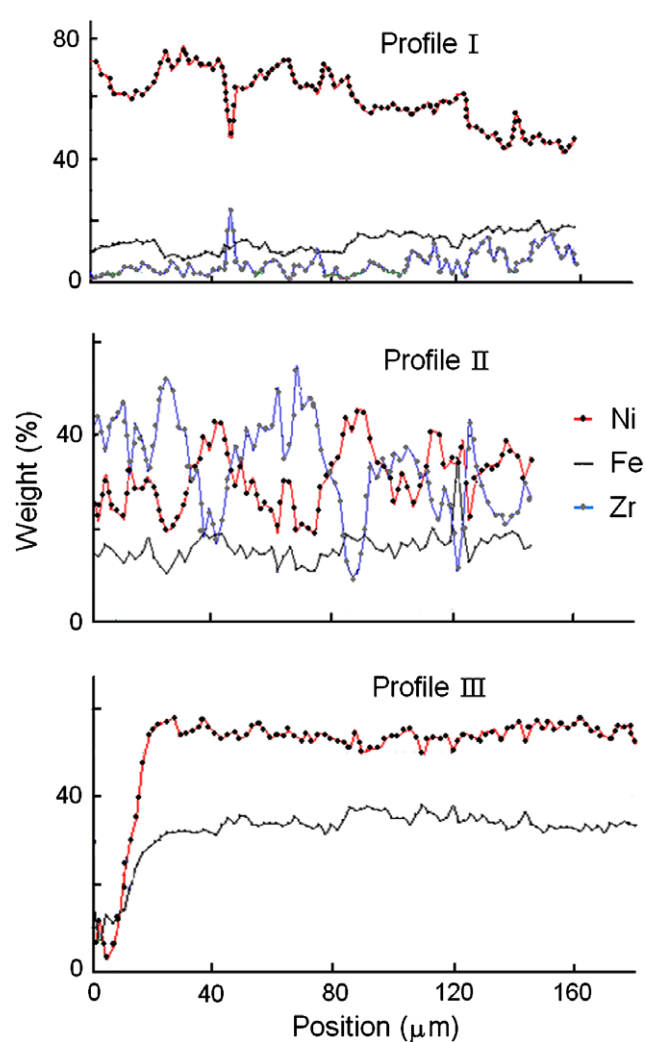 80
Profile I
40
0
Profile II
40
0
Weight (%)
Ni
Fe
Zr
Profile III
40
0
0 40 80 120 160
Position (μm)